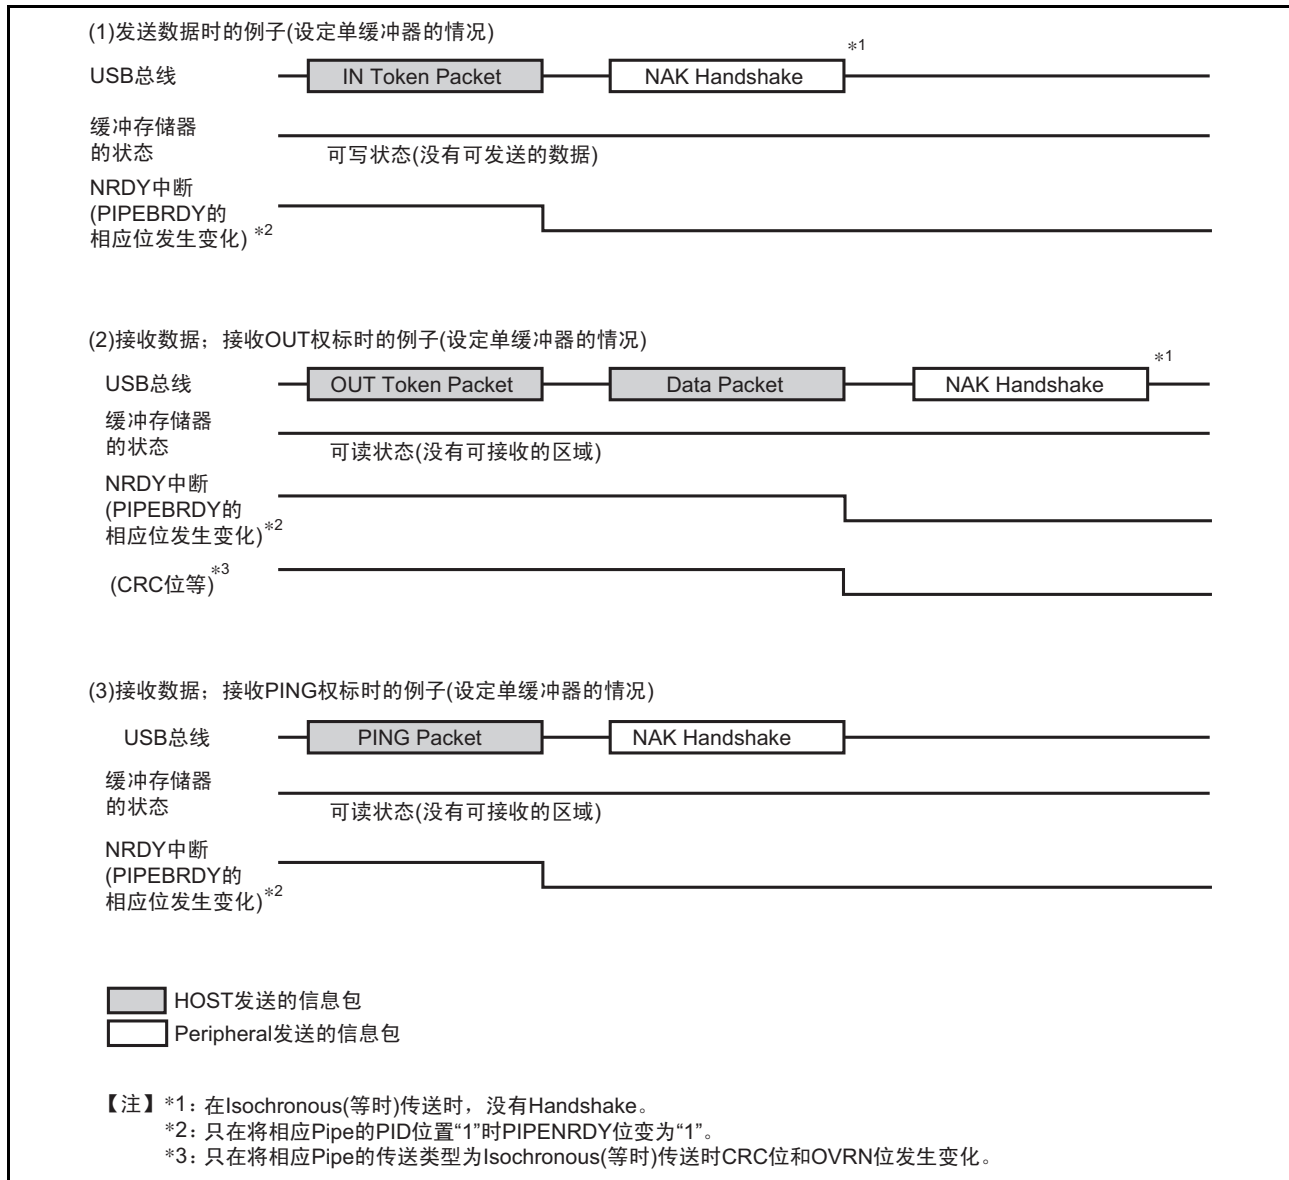 (1)发送数据时的例子(设定单缓冲器的情况)
*1
USB总线
IN Token Packet
NAK Handshake
缓冲存储器
的状态
可写状态(没有可发送的数据)
NRDY中断
(PIPEBRDY的
相应位发生变化)*2
(2)接收数据；接收OUT权标时的例子(设定单缓冲器的情况)
*1
USB总线
OUT Token Packet
Data Packet
NAK Handshake
缓冲存储器
的状态
可读状态(没有可接收的区域)
NRDY中断
(PIPEBRDY的
相应位发生变化)*2
(CRC位等)*3
(3)接收数据；接收PING权标时的例子(设定单缓冲器的情况)
USB总线
PING Packet
NAK Handshake
缓冲存储器
的状态
可读状态(没有可接收的区域)
NRDY中断
(PIPEBRDY的
相应位发生变化)*2
HOST发送的信息包
Peripheral发送的信息包
【注】*1：在Isochronous(等时)传送时，没有Handshake。
*2：只在将相应Pipe的PID位置“1”时PIPENRDY位变为“1”。
*3：只在将相应Pipe的传送类型为Isochronous(等时)传送时CRC位和OVRN位发生变化。